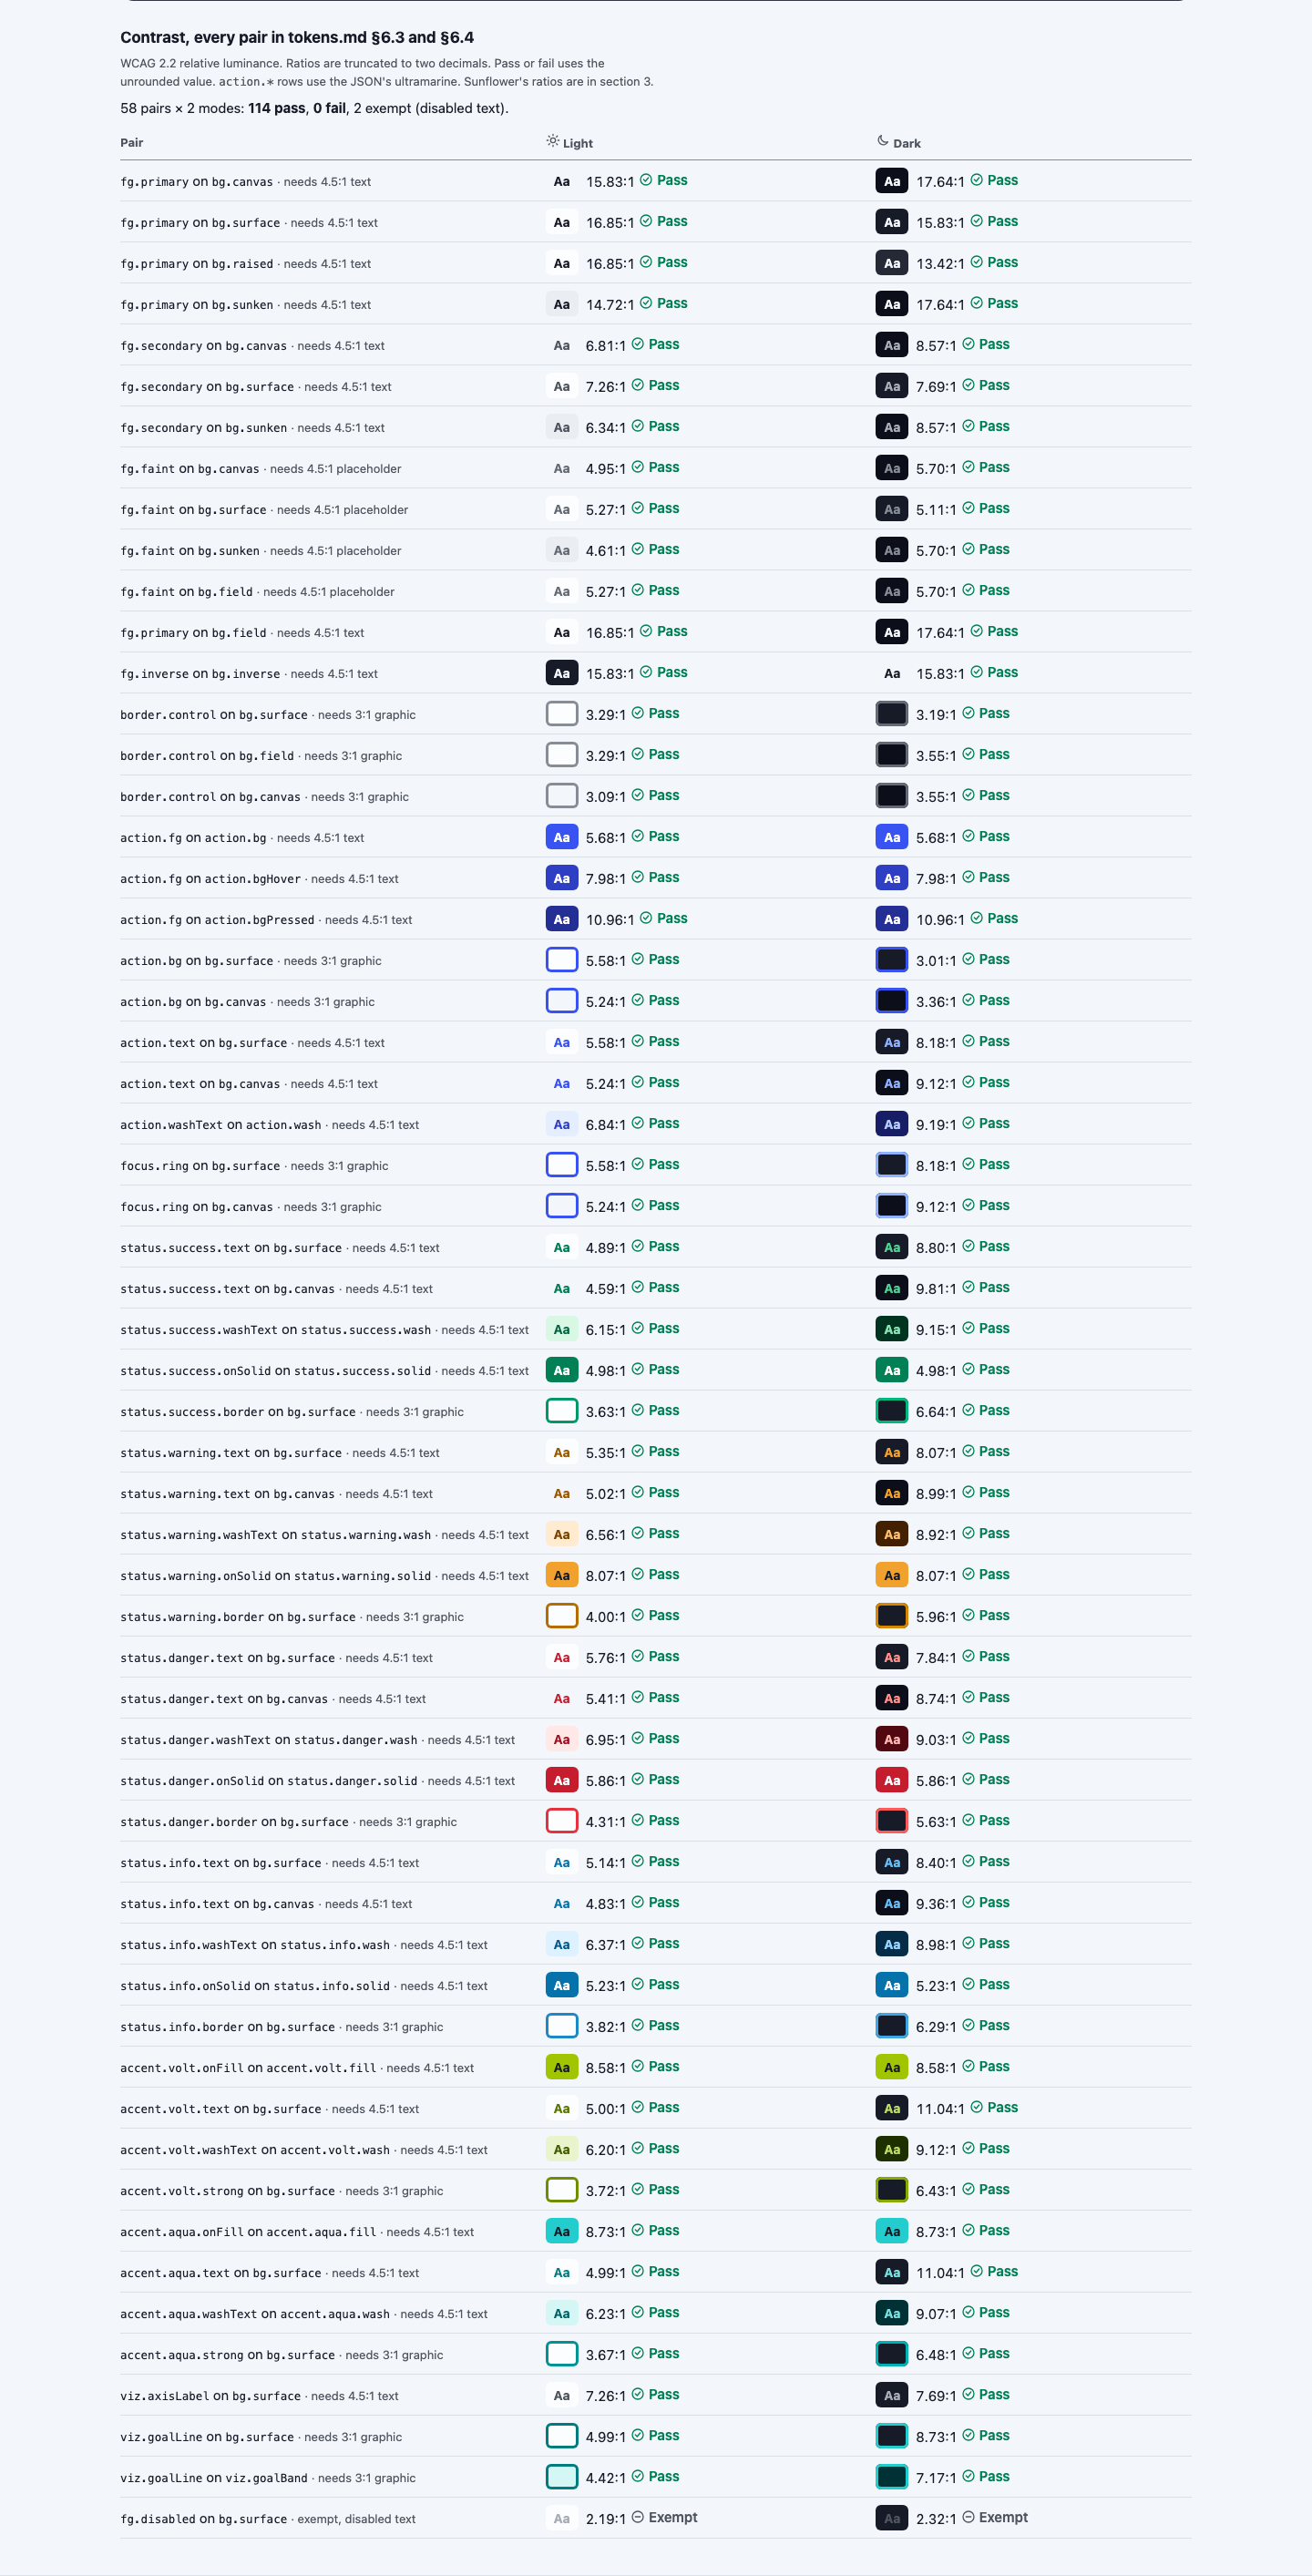 Contrast, every pair in tokens.md §6.3 and §6.4
WCAG 2.2 relative luminance. Ratios are truncated to two decimals. Pass or fail uses the
unrounded value. action.* rows use the JSON's ultramarine. Sunflower's ratios are in section 3.
58 pairs × 2 modes: 114 pass, 0 fail, 2 exempt (disabled text).
Pair Light Dark
fg.primary on bg.canvas · needs 4.5:1 text Aa 15.83:1 Pass Aa 17.64:1 Pass
fg.primary on bg.surface · needs 4.5:1 text Aa 16.85:1 Pass Aa 15.83:1 Pass
fg.primary on bg.raised · needs 4.5:1 text Aa 16.85:1 Pass Aa 13.42:1 Pass
fg.primary on bg.sunken · needs 4.5:1 text Aa 14.72:1 Pass Aa 17.64:1 Pass
fg.secondary on bg.canvas · needs 4.5:1 text Aa 6.81:1 Pass Aa 8.57:1 Pass
fg.secondary on bg.surface · needs 4.5:1 text Aa 7.26:1 Pass Aa 7.69:1 Pass
fg.secondary on bg.sunken · needs 4.5:1 text Aa 6.34:1 Pass Aa 8.57:1 Pass
fg.faint on bg.canvas · needs 4.5:1 placeholder Aa 4.95:1 Pass Aa 5.70:1 Pass
fg.faint on bg.surface · needs 4.5:1 placeholder Aa 5.27:1 Pass Aa 5.11:1 Pass
fg.faint on bg.sunken · needs 4.5:1 placeholder Aa 4.61:1 Pass Aa 5.70:1 Pass
fg.faint on bg.field · needs 4.5:1 placeholder Aa 5.27:1 Pass Aa 5.70:1 Pass
fg.primary on bg.field · needs 4.5:1 text Aa 16.85:1 Pass Aa 17.64:1 Pass
fg.inverse on bg.inverse · needs 4.5:1 text Aa 15.83:1 Pass Aa 15.83:1 Pass
border.control on bg.surface · needs 3:1 graphic 3.29:1 Pass 3.19:1 Pass
border.control on bg.field · needs 3:1 graphic 3.29:1 Pass 3.55:1 Pass
border.control on bg.canvas · needs 3:1 graphic 3.09:1 Pass 3.55:1 Pass
action.fg on action.bg · needs 4.5:1 text Aa 5.68:1 Pass Aa 5.68:1 Pass
action.fg on action.bgHover · needs 4.5:1 text Aa 7.98:1 Pass Aa 7.98:1 Pass
action.fg on action.bgPressed · needs 4.5:1 text Aa 10.96:1 Pass Aa 10.96:1 Pass
action.bg on bg.surface · needs 3:1 graphic 5.58:1 Pass 3.01:1 Pass
action.bg on bg.canvas · needs 3:1 graphic 5.24:1 Pass 3.36:1 Pass
action.text on bg.surface · needs 4.5:1 text Aa 5.58:1 Pass Aa 8.18:1 Pass
action.text on bg.canvas · needs 4.5:1 text Aa 5.24:1 Pass Aa 9.12:1 Pass
action.washText on action.wash · needs 4.5:1 text Aa 6.84:1 Pass Aa 9.19:1 Pass
focus.ring on bg.surface · needs 3:1 graphic 5.58:1 Pass 8.18:1 Pass
focus.ring on bg.canvas · needs 3:1 graphic 5.24:1 Pass 9.12:1 Pass
status.success.text on bg.surface · needs 4.5:1 text Aa 4.89:1 Pass Aa 8.80:1 Pass
status.success.text on bg.canvas · needs 4.5:1 text Aa 4.59:1 Pass Aa 9.81:1 Pass
status.success.washText on status.success.wash · needs 4.5:1 text Aa 6.15:1 Pass Aa 9.15:1 Pass
status.success.onSolid on status.success.solid · needs 4.5:1 text Aa 4.98:1 Pass Aa 4.98:1 Pass
status.success.border on bg.surface · needs 3:1 graphic 3.63:1 Pass 6.64:1 Pass
status.warning.text on bg.surface · needs 4.5:1 text Aa 5.35:1 Pass Aa 8.07:1 Pass
status.warning.text on bg.canvas · needs 4.5:1 text Aa 5.02:1 Pass Aa 8.99:1 Pass
status.warning.washText on status.warning.wash · needs 4.5:1 text Aa 6.56:1 Pass Aa 8.92:1 Pass
status.warning.onSolid on status.warning.solid · needs 4.5:1 text Aa 8.07:1 Pass Aa 8.07:1 Pass
status.warning.border on bg.surface · needs 3:1 graphic 4.00:1 Pass 5.96:1 Pass
status.danger.text on bg.surface · needs 4.5:1 text Aa 5.76:1 Pass Aa 7.84:1 Pass
status.danger.text on bg.canvas · needs 4.5:1 text Aa 5.41:1 Pass Aa 8.74:1 Pass
status.danger.washText on status.danger.wash · needs 4.5:1 text Aa 6.95:1 Pass Aa 9.03:1 Pass
status.danger.onSolid on status.danger.solid · needs 4.5:1 text Aa 5.86:1 Pass Aa 5.86:1 Pass
status.danger.border on bg.surface · needs 3:1 graphic 4.31:1 Pass 5.63:1 Pass
status.info.text on bg.surface · needs 4.5:1 text Aa 5.14:1 Pass Aa 8.40:1 Pass
status.info.text on bg.canvas · needs 4.5:1 text Aa 4.83:1 Pass Aa 9.36:1 Pass
status.info.washText on status.info.wash · needs 4.5:1 text Aa 6.37:1 Pass Aa 8.98:1 Pass
status.info.onSolid on status.info.solid · needs 4.5:1 text Aa 5.23:1 Pass Aa 5.23:1 Pass
status.info.border on bg.surface · needs 3:1 graphic 3.82:1 Pass 6.29:1 Pass
accent.volt.onFill on accent.volt.fill · needs 4.5:1 text Aa 8.58:1 Pass Aa 8.58:1 Pass
accent.volt.text on bg.surface · needs 4.5:1 text Aa 5.00:1 Pass Aa 11.04:1 Pass
accent.volt.washText on accent.volt.wash · needs 4.5:1 text Aa 6.20:1 Pass Aa 9.12:1 Pass
accent.volt.strong on bg.surface · needs 3:1 graphic 3.72:1 Pass 6.43:1 Pass
accent.aqua.onFill on accent.aqua.fill · needs 4.5:1 text Aa 8.73:1 Pass Aa 8.73:1 Pass
accent.aqua.text on bg.surface · needs 4.5:1 text Aa 4.99:1 Pass Aa 11.04:1 Pass
accent.aqua.washText on accent.aqua.wash · needs 4.5:1 text Aa 6.23:1 Pass Aa 9.07:1 Pass
accent.aqua.strong on bg.surface · needs 3:1 graphic 3.67:1 Pass 6.48:1 Pass
viz.axisLabel on bg.surface · needs 4.5:1 text Aa 7.26:1 Pass Aa 7.69:1 Pass
viz.goalLine on bg.surface · needs 3:1 graphic 4.99:1 Pass 8.73:1 Pass
viz.goalLine on viz.goalBand · needs 3:1 graphic 4.42:1 Pass 7.17:1 Pass
fg.disabled on bg.surface · exempt, disabled text Aa 2.19:1 Exempt Aa 2.32:1 Exempt